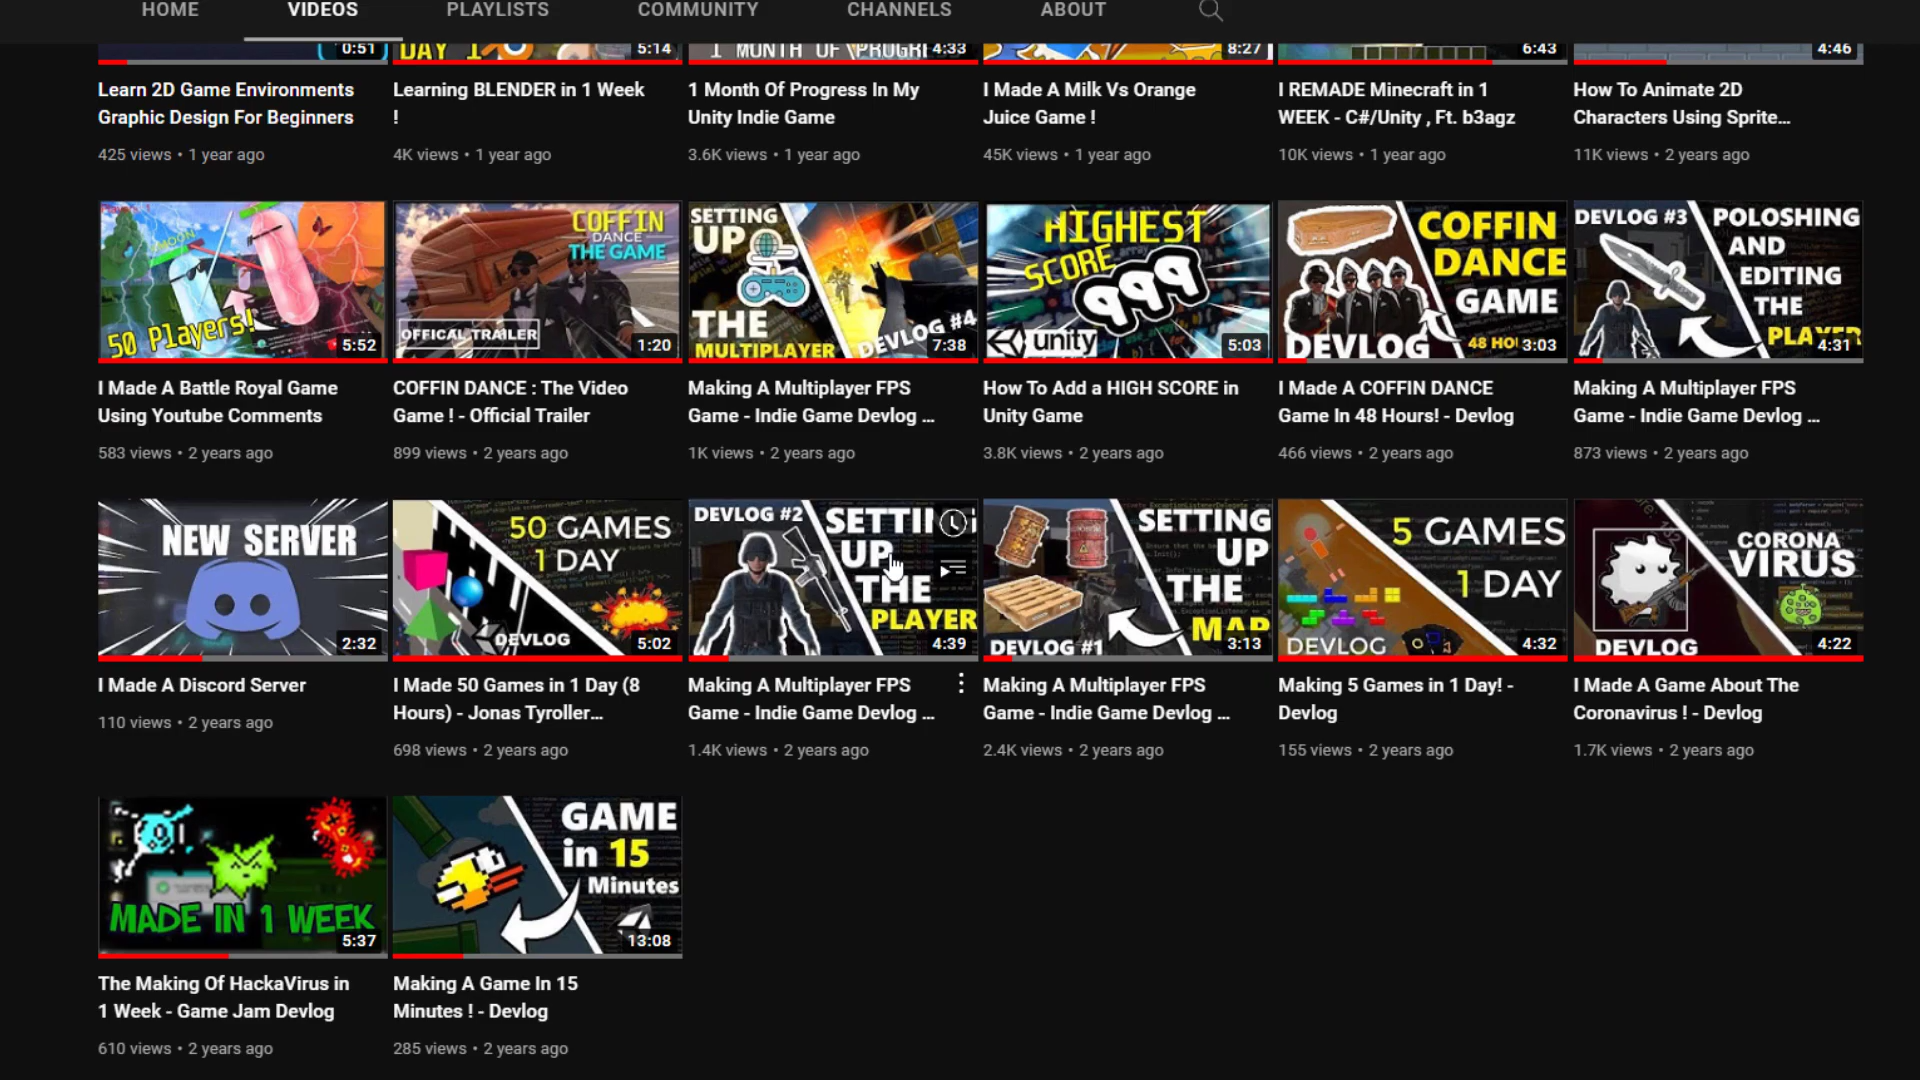 HOME VIDEOS PLAYLISTS COMMUNITY CHANNELS ABOUT
0:51
DAY 1
5:14
1 MONTH OF PROGRE
4:33
8:27
6:43
4:46
Learn 2D Game Environments
Graphic Design For Beginners
425 views • 1 year ago
Learning BLENDER in 1 Week
!
4K views • 1 year ago
1 Month Of Progress In My
Unity Indie Game
3.6K views • 1 year ago
I Made A Milk Vs Orange
Juice Game !
45K views • 1 year ago
I REMADE Minecraft in 1
WEEK - C#/Unity , Ft. b3agz
10K views • 1 year ago
How To Animate 2D
Characters Using Sprite...
11K views • 2 years ago
50 Players!
5:52
I Made A Battle Royal Game
Using Youtube Comments
583 views • 2 years ago
COFFIN
DANCE
THE GAME
OFFICAL TRAILER
1:20
COFFIN DANCE : The Video
Game ! - Official Trailer
899 views • 2 years ago
SETTING
UP
THE
MULTIPLAYER
DEVLOG #4
7:38
Making A Multiplayer FPS
Game - Indie Game Devlog ...
1K views • 2 years ago
HIGHEST
SCORE
999
unity
5:03
How To Add a HIGH SCORE in
Unity Game
3.8K views • 2 years ago
COFFIN
DANCE
GAME
48 HO
DEVLOG
3:03
I Made A COFFIN DANCE
Game In 48 Hours! - Devlog
466 views • 2 years ago
DEVLOG #3
POLOSHING
AND
EDITING
THE
PLAYER
4:31
Making A Multiplayer FPS
Game - Indie Game Devlog ...
873 views • 2 years ago
NEW SERVER
2:32
I Made A Discord Server
110 views • 2 years ago
50 GAMES
1 DAY
DEVLOG
5:02
I Made 50 Games in 1 Day (8
Hours) - Jonas Tyroller...
698 views • 2 years ago
DEVLOG #2
SETTI
UP
THE
PLAYER
4:39
Making A Multiplayer FPS
Game - Indie Game Devlog ...
1.4K views • 2 years ago
SETTING
UP
THE
MAP
DEVLOG #1
3:13
Making A Multiplayer FPS
Game - Indie Game Devlog ...
2.4K views • 2 years ago
5 GAMES
1 DAY
DEVLOG
4:32
Making 5 Games in 1 Day! -
Devlog
155 views • 2 years ago
CORONA
VIRUS
DEVLOG
4:22
I Made A Game About The
Coronavirus ! - Devlog
1.7K views • 2 years ago
MADE IN 1 WEEK
5:37
The Making Of HackaVirus in
1 Week - Game Jam Devlog
610 views • 2 years ago
GAME
in 15
Minutes
13:08
Making A Game In 15
Minutes ! - Devlog
285 views • 2 years ago